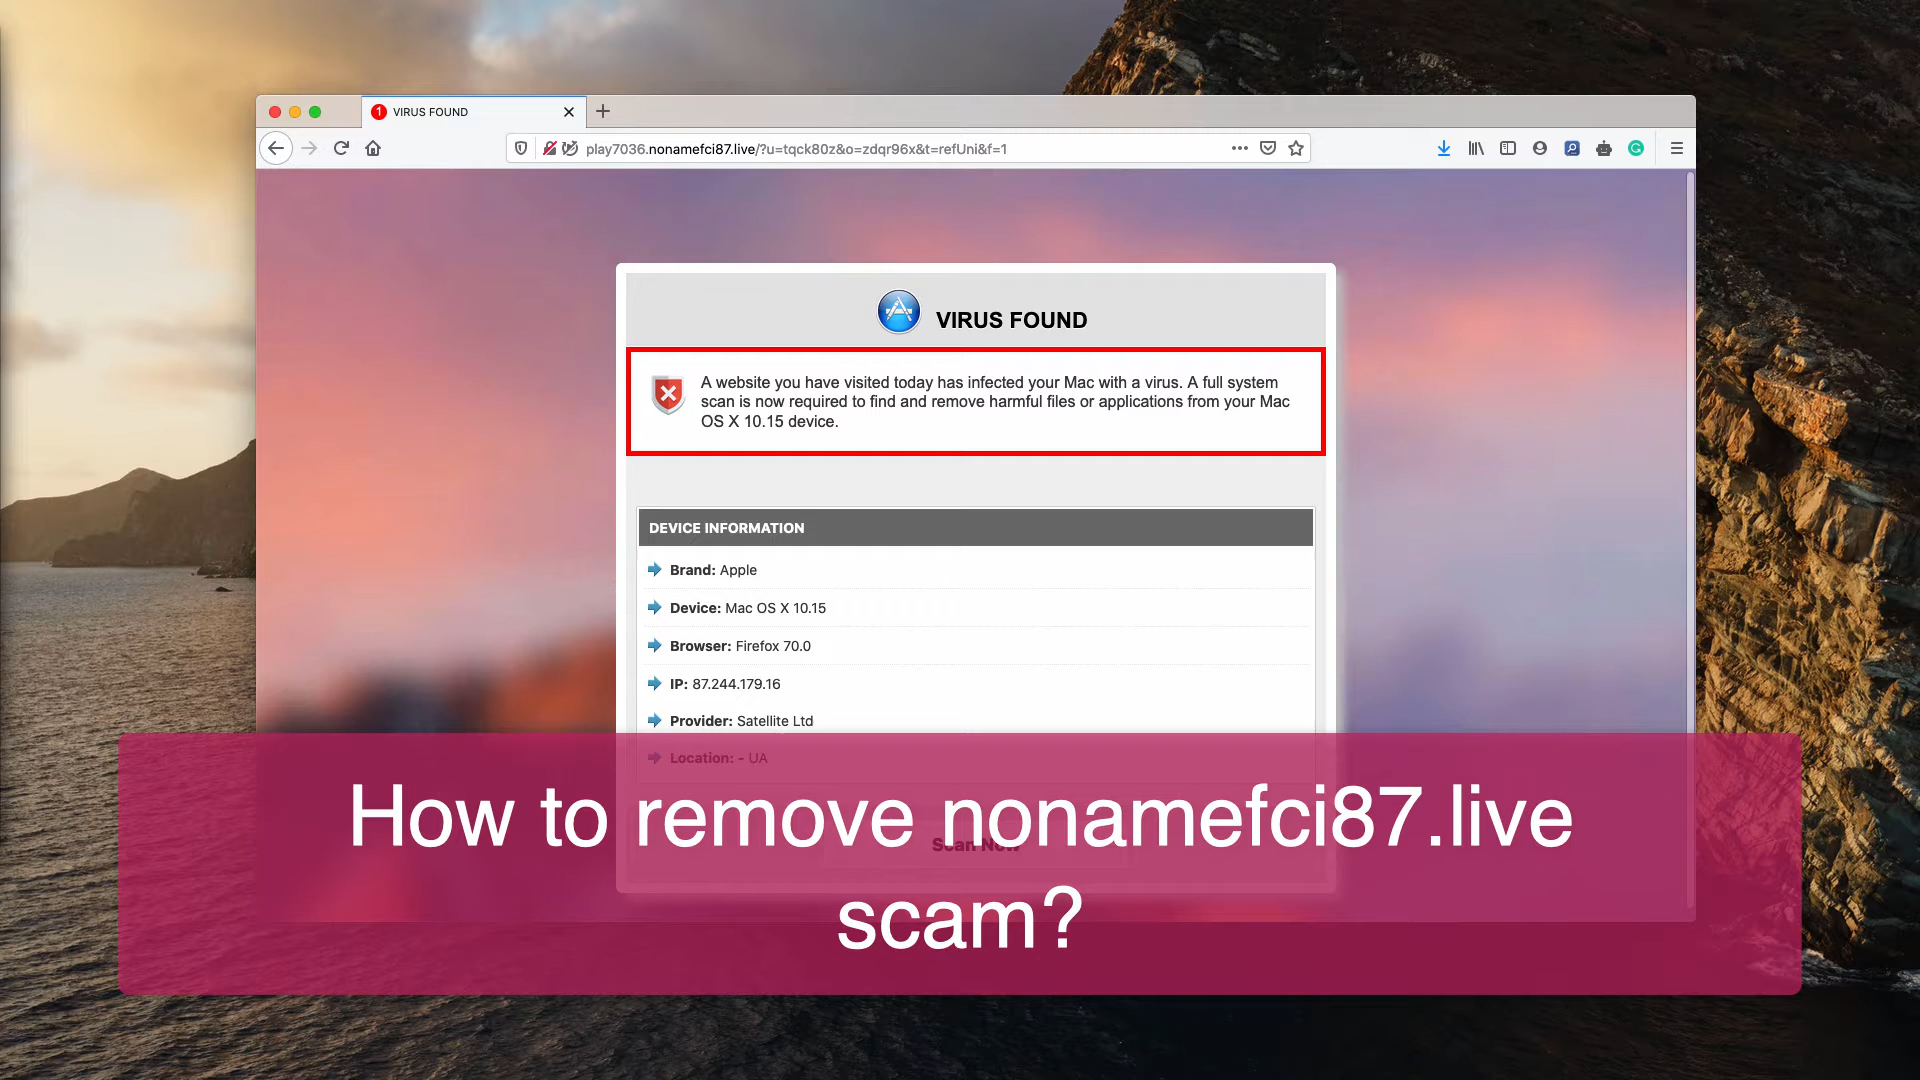 1 VIRUS FOUND
play7036.nonamefci87.live/?u=tqck80z&o=zdqr96x&t=refUni&f=1
VIRUS FOUND
A website you have visited today has infected your Mac with a virus. A full system
scan is now required to find and remove harmful files or applications from your Mac
OS X 10.15 device.
DEVICE INFORMATION
Brand: Apple
Device: Mac OS X 10.15
Browser: Firefox 70.0
IP: 87.244.179.16
Provider: Satellite Ltd
Location: - UA
Scan Now
How to remove nonamefci87.live
scam?